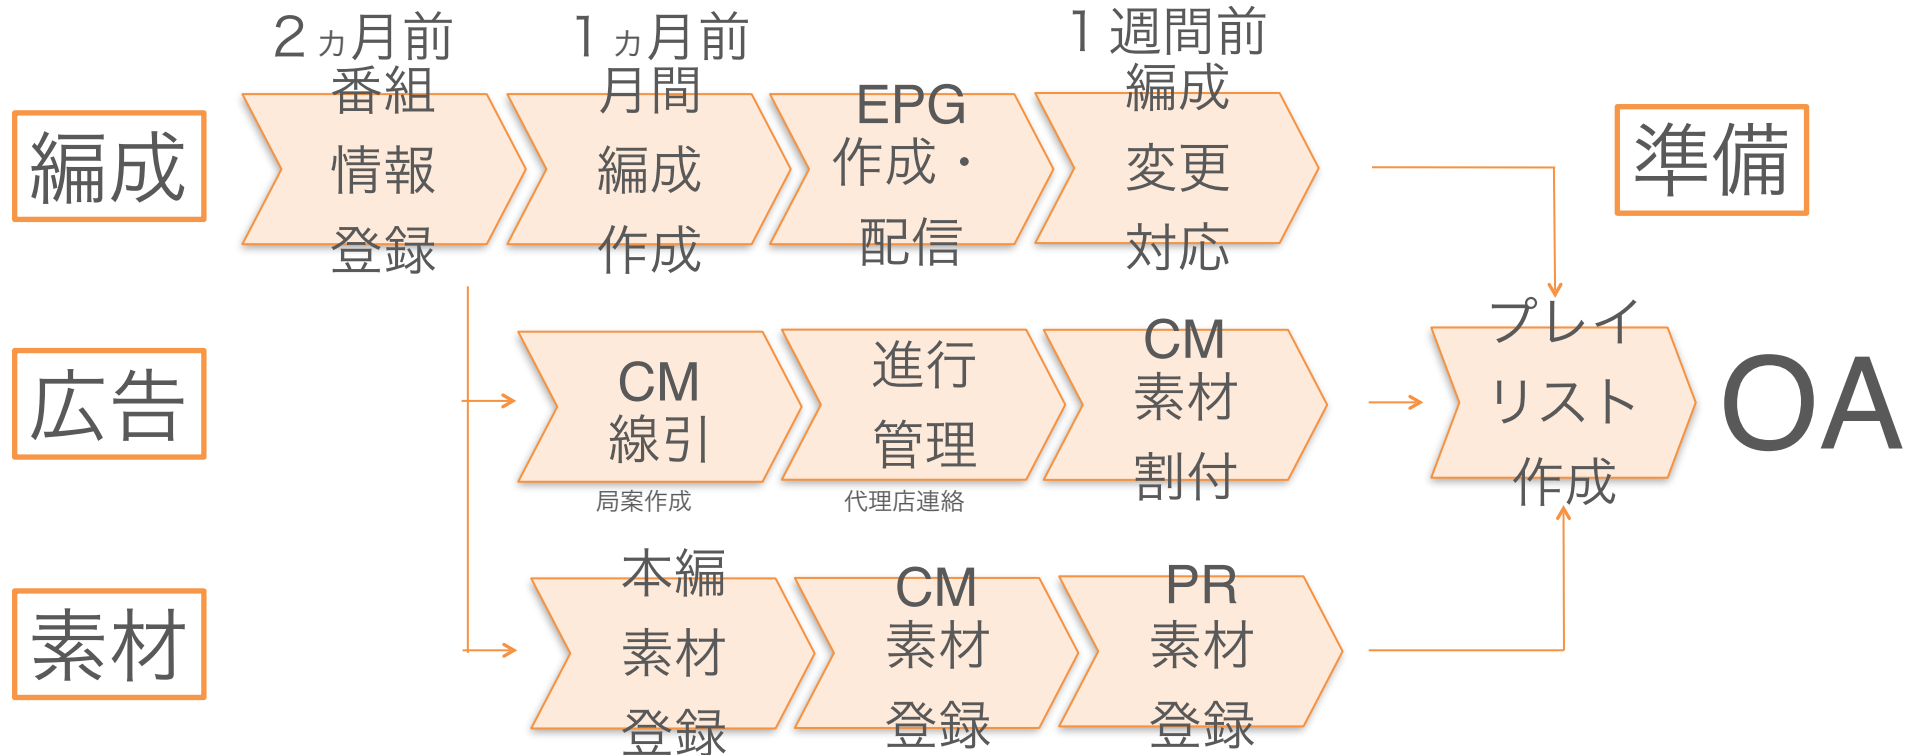 2ヵ月前
1ヵ月前
1週間前
編成
番組
情報
登録
月間
編成
作成
EPG
作成・
配信
編成
変更
対応
準備
広告
CM
線引
局案作成
進行
管理
代理店連絡
CM
素材
割付
プレイ
リスト
作成
OA
素材
本編
素材
登録
CM
素材
登録
PR
素材
登録